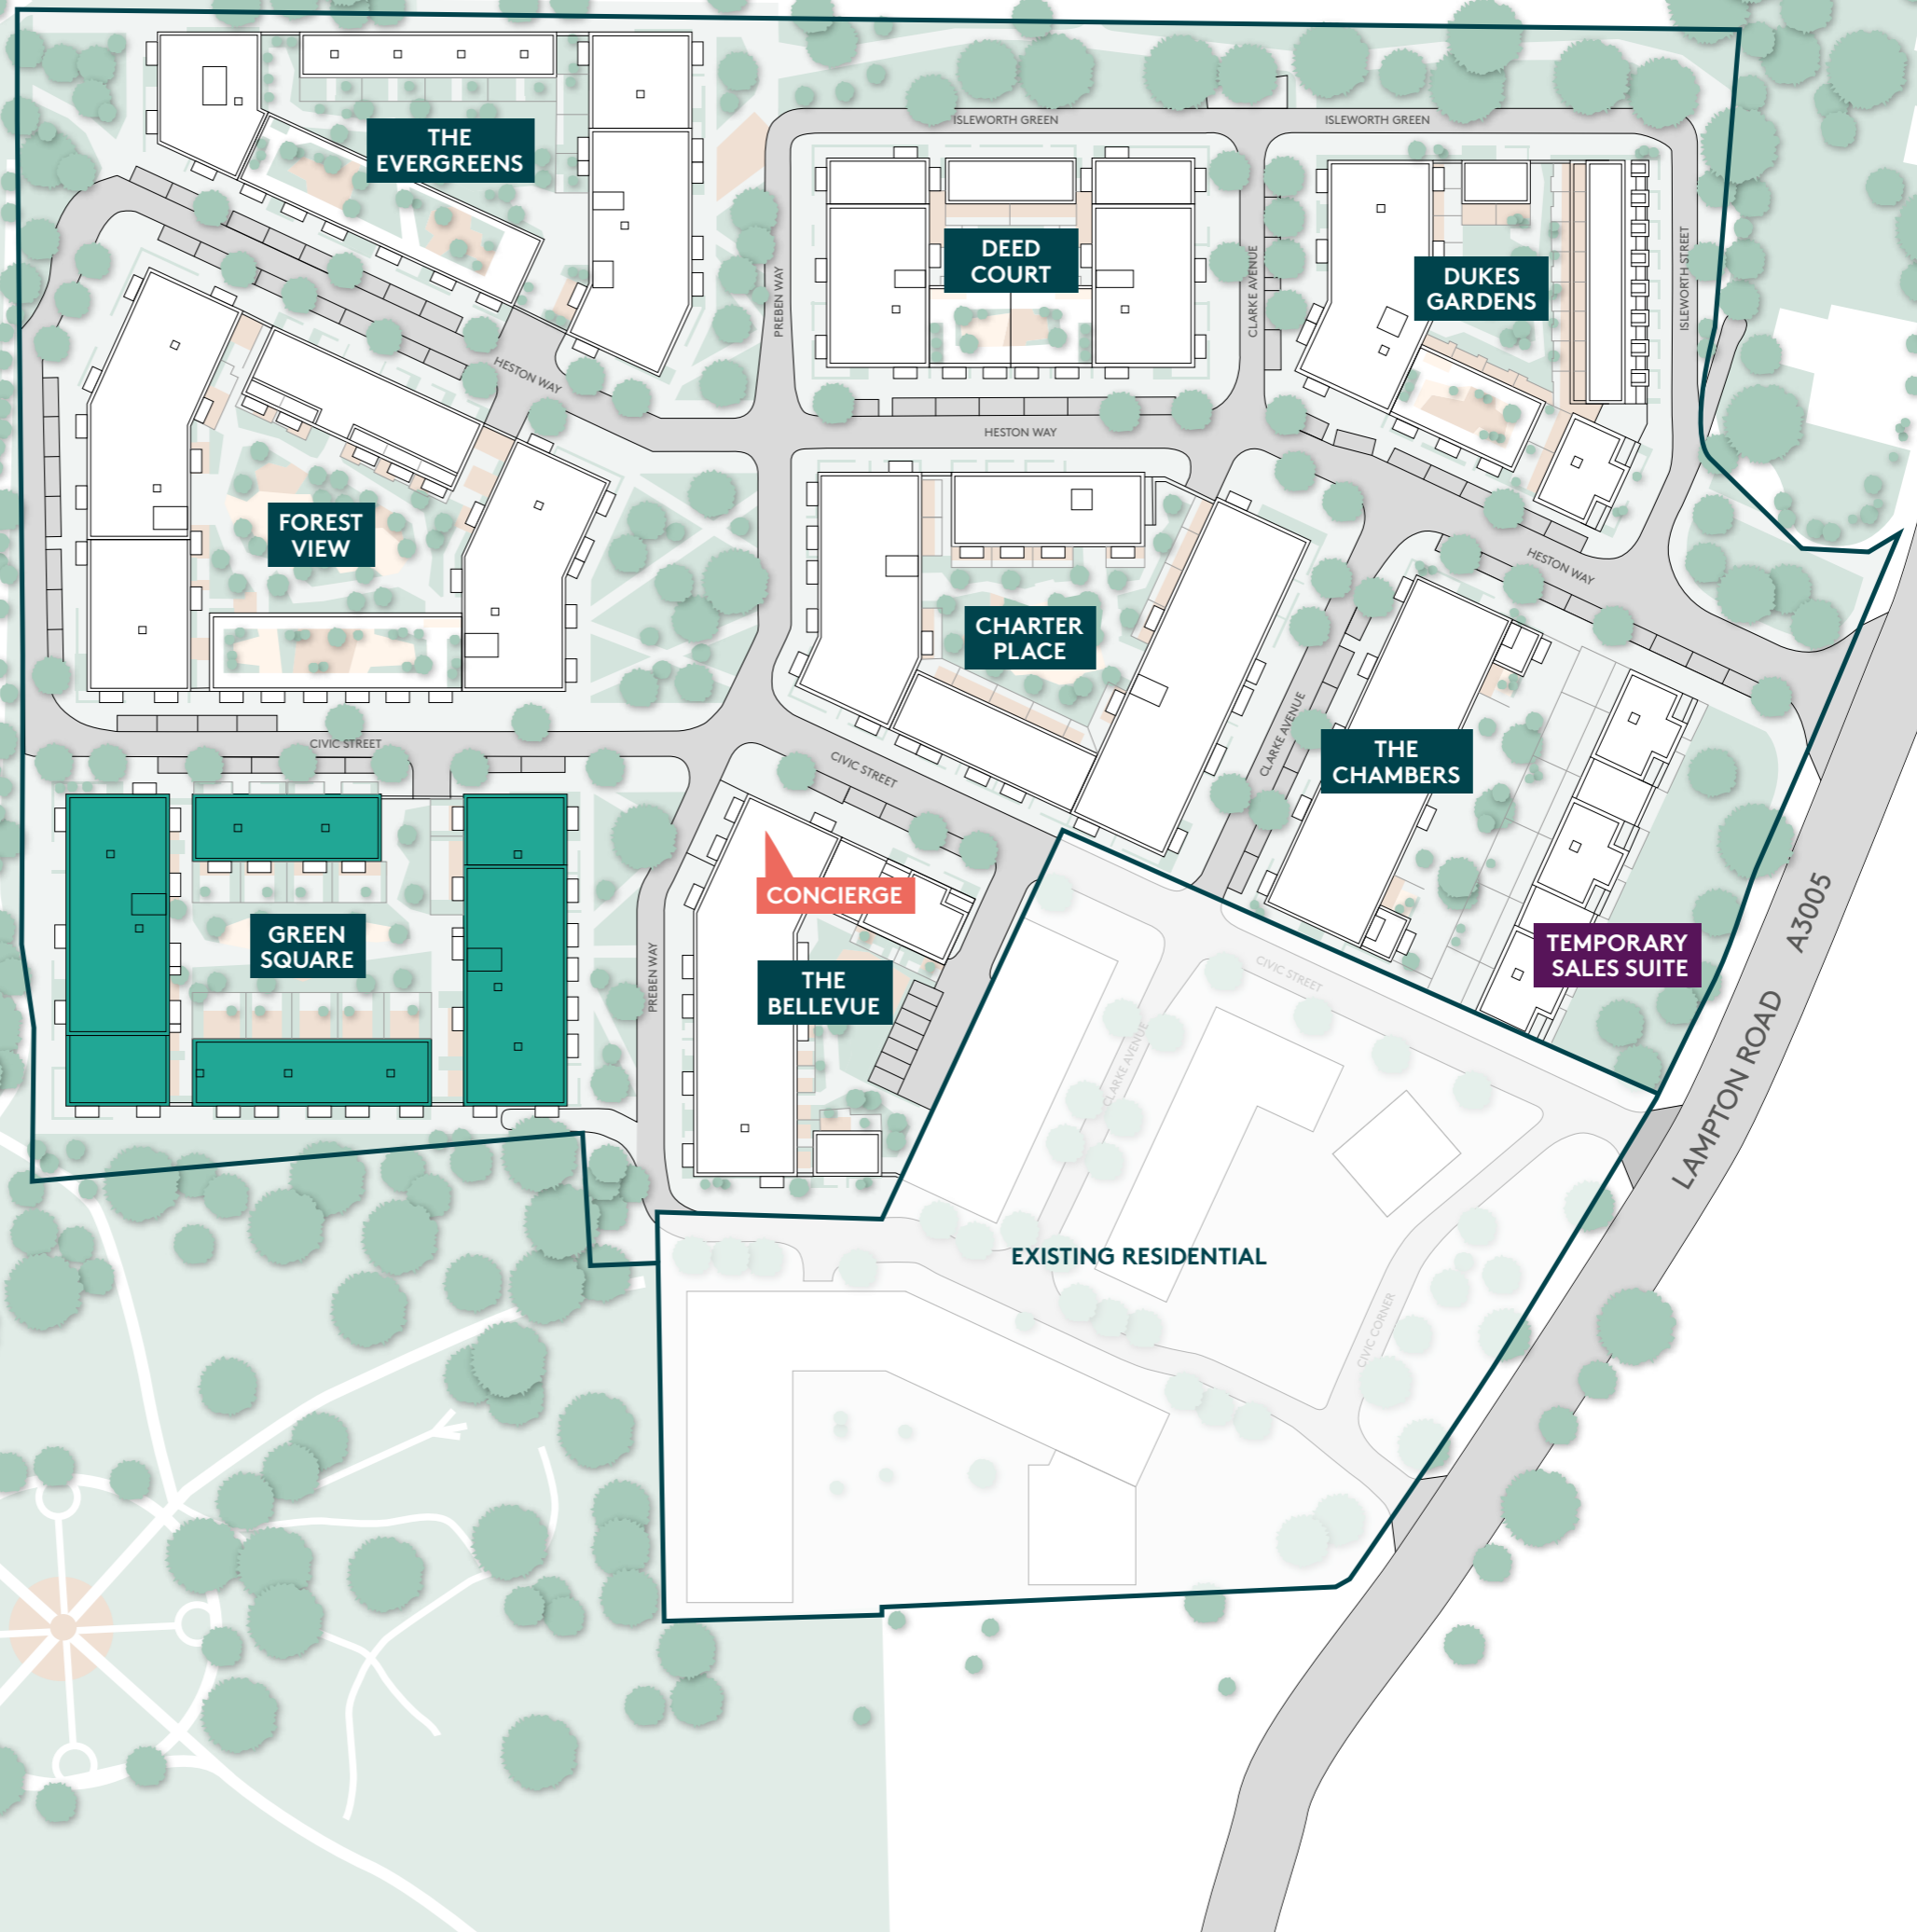 ISLEWORTH GREEN
ISLEWORTH GREEN
THE
EVERGREENS
DEED
COURT
DUKES
GARDENS
PREBEN WAY
CLARKE AVENUE
ISLEWORTH STREET
HESTON WAY
HESTON WAY
HESTON WAY
FOREST
VIEW
CHARTER
PLACE
CLARKE AVENUE
THE
CHAMBERS
CIVIC STREET
CIVIC STREET
CONCIERGE
GREEN
SQUARE
PREBEN WAY
THE
BELLEVUE
TEMPORARY
SALES SUITE
CIVIC STREET
CLARKE AVENUE
LAMPTON ROAD A3005
EXISTING RESIDENTIAL
CIVIC CORNER